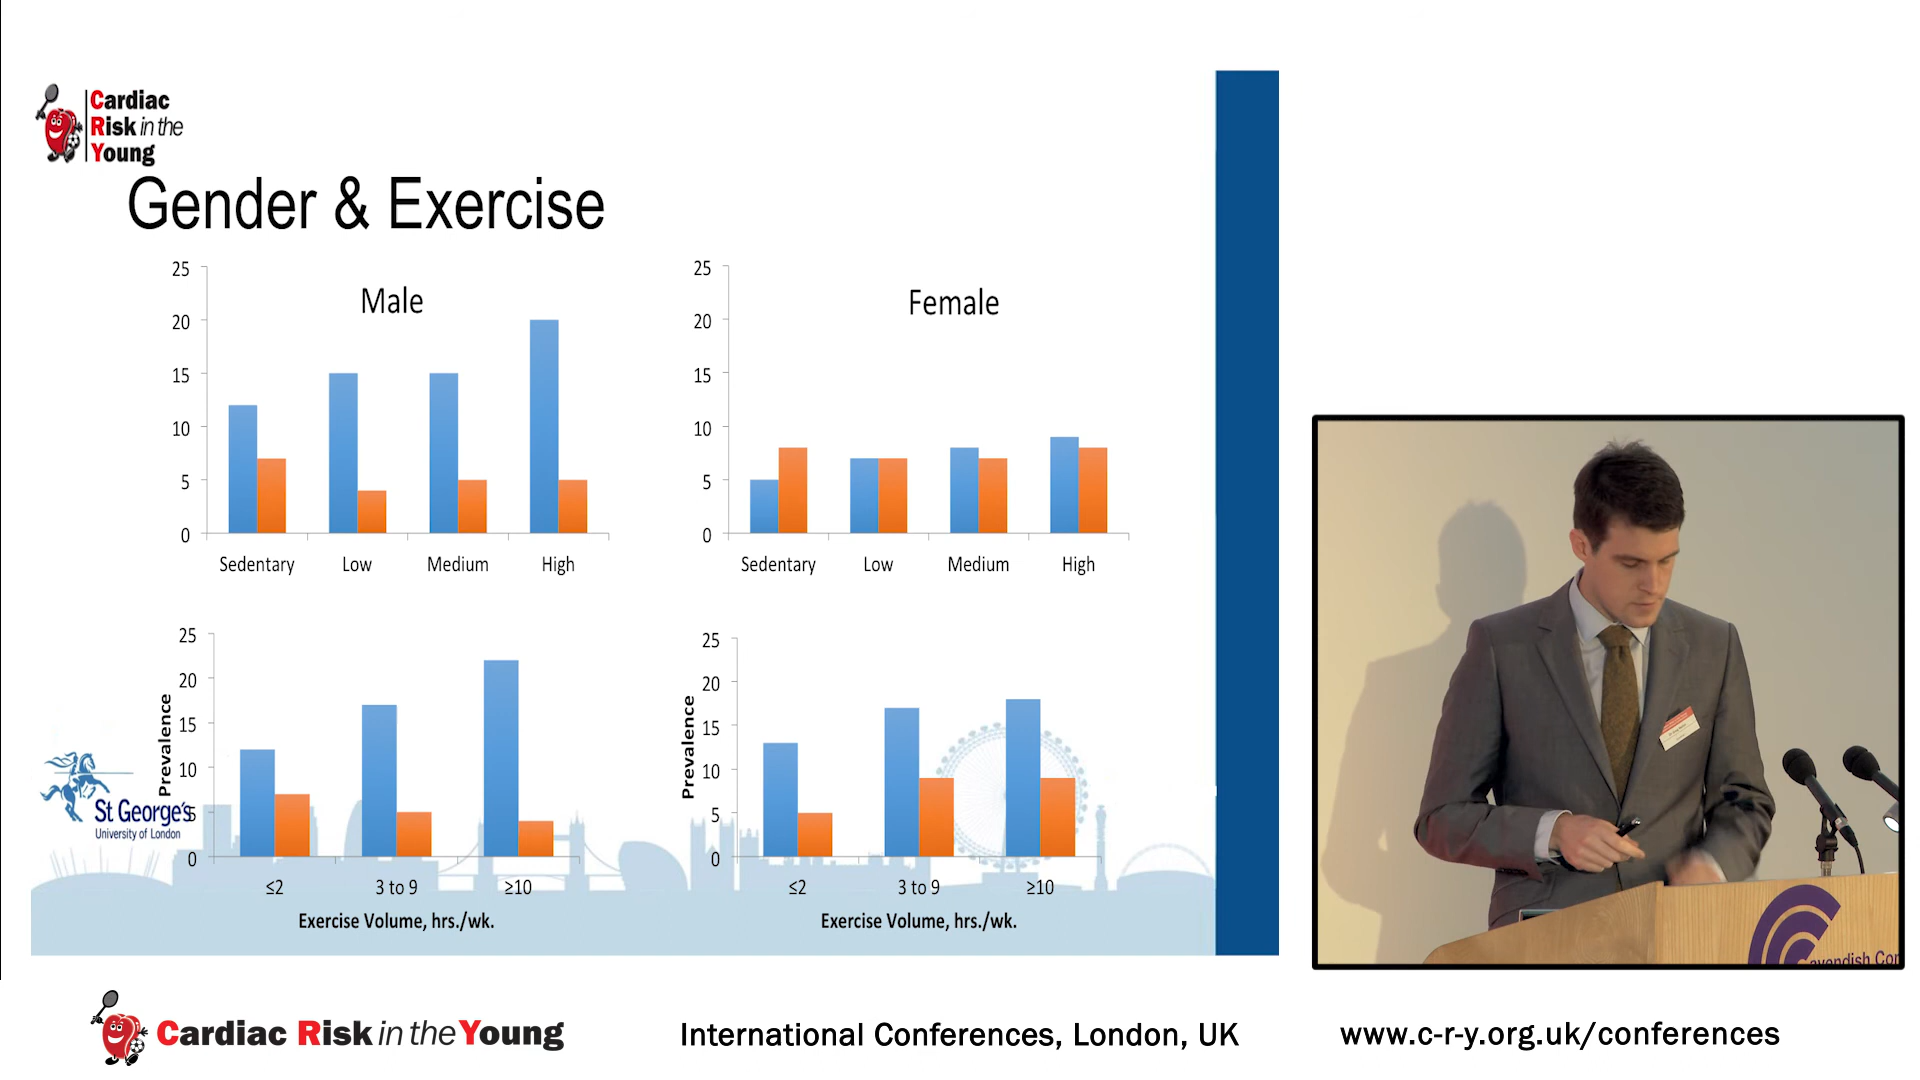 Cardiac
Risk in the
Young
Gender & Exercise
Male
25
20
15
10
5
0
Sedentary Low Medium High
Female
25
20
15
10
5
0
Sedentary Low Medium High
Prevalence
25
20
15
10
5
0
≤2 3 to 9 ≥10
Exercise Volume, hrs./wk.
Prevalence
25
20
15
10
5
0
≤2 3 to 9 ≥10
Exercise Volume, hrs./wk.
St George's
University of London
Cardiac Risk in the Young
International Conferences, London, UK
www.c-r-y.org.uk/conferences